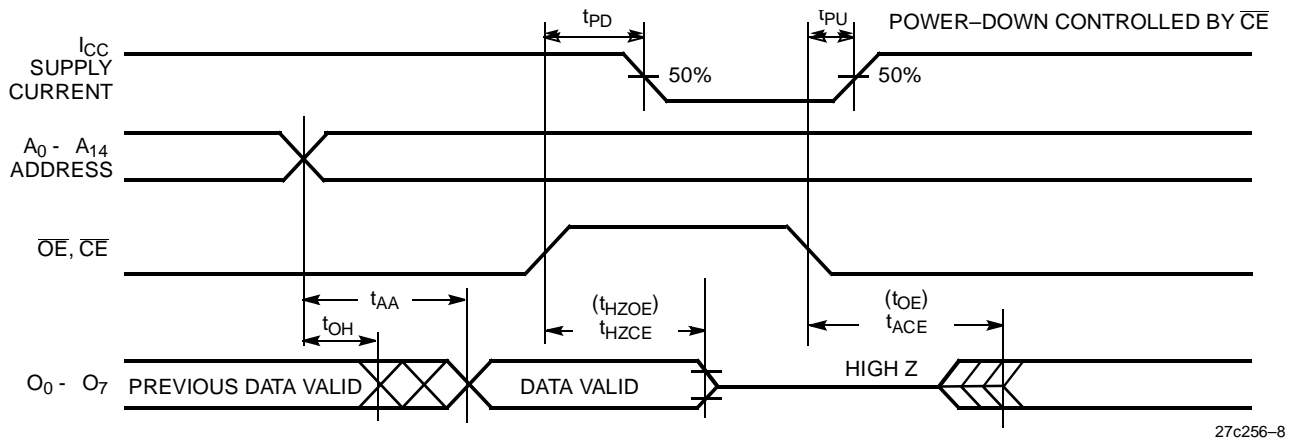 tPD
tPU
POWER–DOWN CONTROLLED BY CE
ICC
SUPPLY
CURRENT
50%
50%
A0 - A14
ADDRESS
OE, CE
tAA
(tHZOE)
tHZCE
(tOE)
tACE
tOH
O0 - O7
PREVIOUS DATA VALID
DATA VALID
HIGH Z
27c256–8